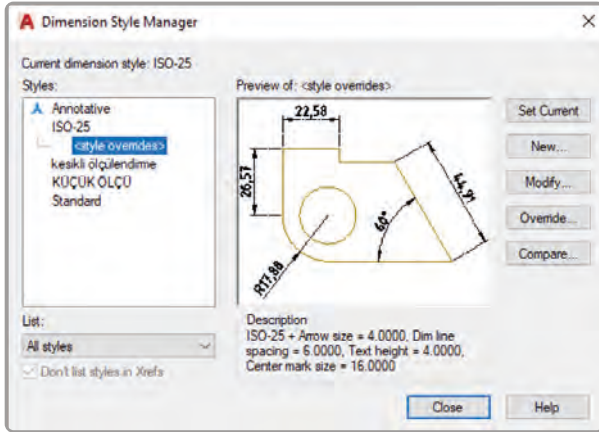 Dimension Style Manager
Current dimension style: ISO-25
Styles:
Annotative
ISO-25
<style overrides>
kesikli ölçülendirme
KÜÇÜK ÖLÇÜ
Standard
List:
All styles
Don't list styles in Xrefs
Preview of: <style overrides>
22,58
26,57
44,91
60°
R17,88
Description
ISO-25 + Arrow size = 4.0000, Dim line
spacing = 6.0000, Text height = 4.0000,
Center mark size = 16.0000
Set Current
New...
Modify...
Override...
Compare...
Close
Help